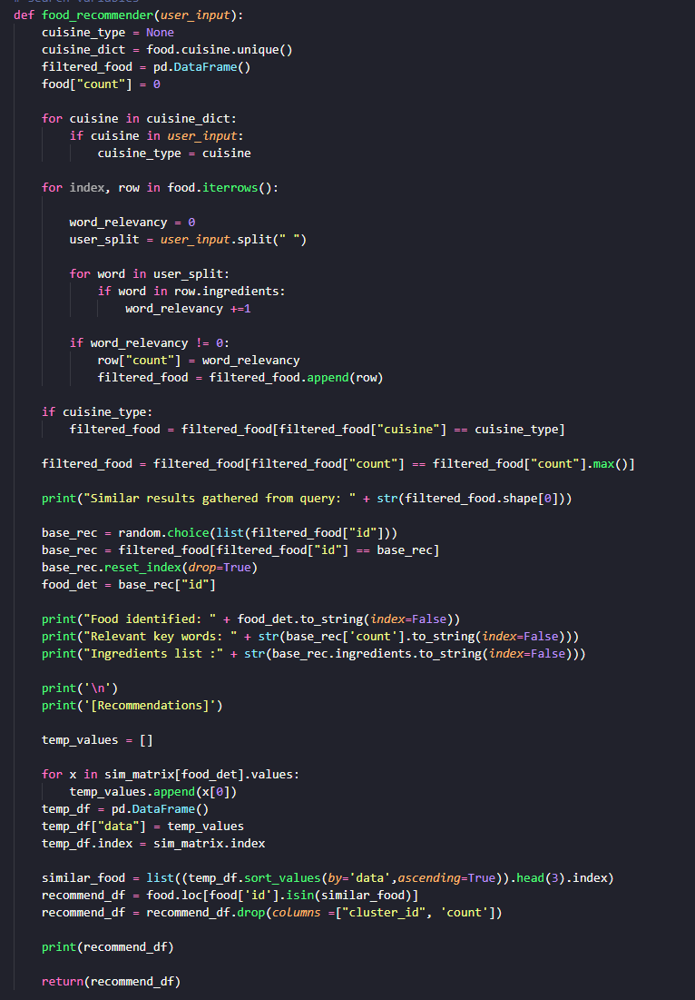 # Search variables
def food_recommender(user_input):
    cuisine_type = None
    cuisine_dict = food.cuisine.unique()
    filtered_food = pd.DataFrame()
    food["count"] = 0

    for cuisine in cuisine_dict:
        if cuisine in user_input:
            cuisine_type = cuisine

    for index, row in food.iterrows():

        word_relevancy = 0
        user_split = user_input.split(" ")

        for word in user_split:
            if word in row.ingredients:
                word_relevancy +=1

        if word_relevancy != 0:
            row["count"] = word_relevancy
            filtered_food = filtered_food.append(row)

    if cuisine_type:
        filtered_food = filtered_food[filtered_food["cuisine"] == cuisine_type]

    filtered_food = filtered_food[filtered_food["count"] == filtered_food["count"].max()]

    print("Similar results gathered from query: " + str(filtered_food.shape[0]))

    base_rec = random.choice(list(filtered_food["id"]))
    base_rec = filtered_food[filtered_food["id"] == base_rec]
    base_rec.reset_index(drop=True)
    food_det = base_rec["id"]

    print("Food identified: " + food_det.to_string(index=False))
    print("Relevant key words: " + str(base_rec['count'].to_string(index=False)))
    print("Ingredients list :" + str(base_rec.ingredients.to_string(index=False)))

    print('\n')
    print('[Recommendations]')

    temp_values = []

    for x in sim_matrix[food_det].values:
        temp_values.append(x[0])
    temp_df = pd.DataFrame()
    temp_df["data"] = temp_values
    temp_df.index = sim_matrix.index

    similar_food = list((temp_df.sort_values(by='data',ascending=True)).head(3).index)
    recommend_df = food.loc[food['id'].isin(similar_food)]
    recommend_df = recommend_df.drop(columns =["cluster_id", 'count'])

    print(recommend_df)

    return(recommend_df)